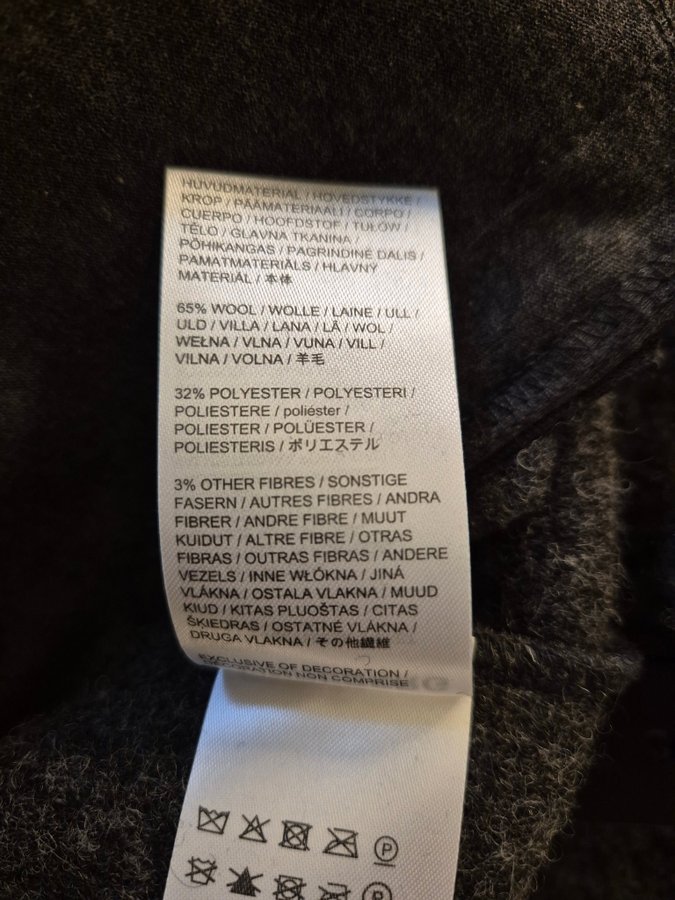 HUVUDMATERIAL / HOVEDSTYKKE /
KROP / PÄÄMATERIAALI / CORPO /
CUERPO / HOOFDSTOF / TUŁÓW /
TĚLO / GLAVNA TKANINA /
PÕHIKANGAS / PAGRINDINĖ DALIS /
PAMATMATERIĀLS / HLAVNÝ
MATERIÁL / 本体
65% WOOL / WOLLE / LAINE / ULL /
ULD / VILLA / LANA / LÃ / WOL /
WEŁNA / VLNA / VUNA / VILL /
VILNA / VOLNA / 羊毛
32% POLYESTER / POLYESTERI /
POLIESTERE / poliéster /
POLIESTER / POLÜESTER /
POLIESTERIS / ポリエステル
3% OTHER FIBRES / SONSTIGE
FASERN / AUTRES FIBRES / ANDRA
FIBRER / ANDRE FIBRE / MUUT
KUIDUT / ALTRE FIBRE / OTRAS
FIBRAS / OUTRAS FIBRAS / ANDERE
VEZELS / INNE WŁÓKNA / JINÁ
VLÁKNA / OSTALA VLAKNA / MUUD
KIUD / KITAS PLUOŠTAS / CITAS
ŠKIEDRAS / OSTATNÉ VLÁKNA /
DRUGA VLAKNA / その他繊維
EXCLUSIVE OF DECORATION /
DÉCORATION NON COMPRISE
P
P